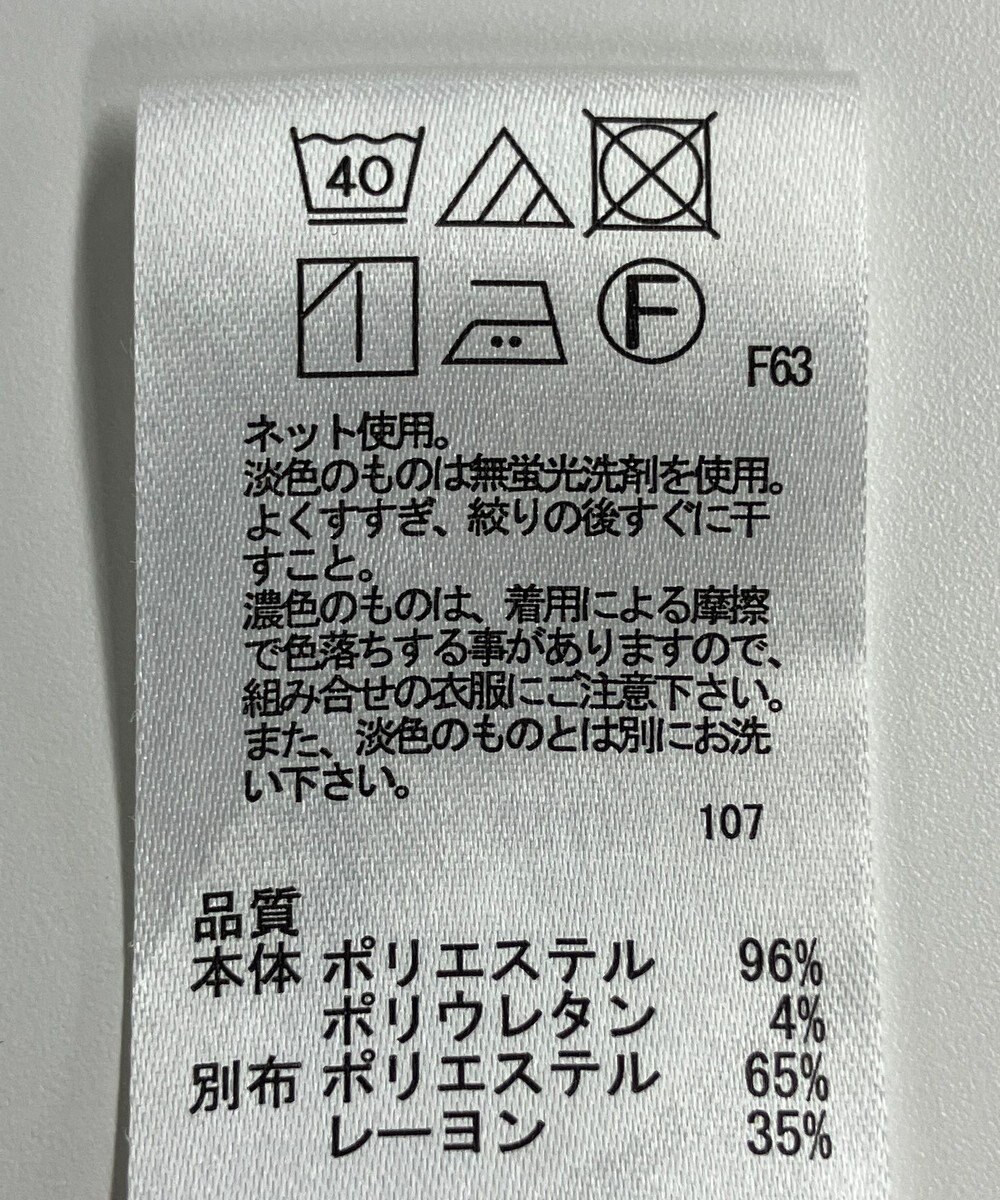 40
F
F63
ネット使用。
淡色のものは無蛍光洗剤を使用。
よくすすぎ、絞りの後すぐに干
すこと。
濃色のものは、着用による摩擦
で色落ちする事がありますので、
組み合せの衣服にご注意下さい。
また、淡色のものとは別にお洗
い下さい。
107
品質
本体 ポリエステル 96%
ポリウレタン 4%
別布 ポリエステル 65%
レーヨン 35%